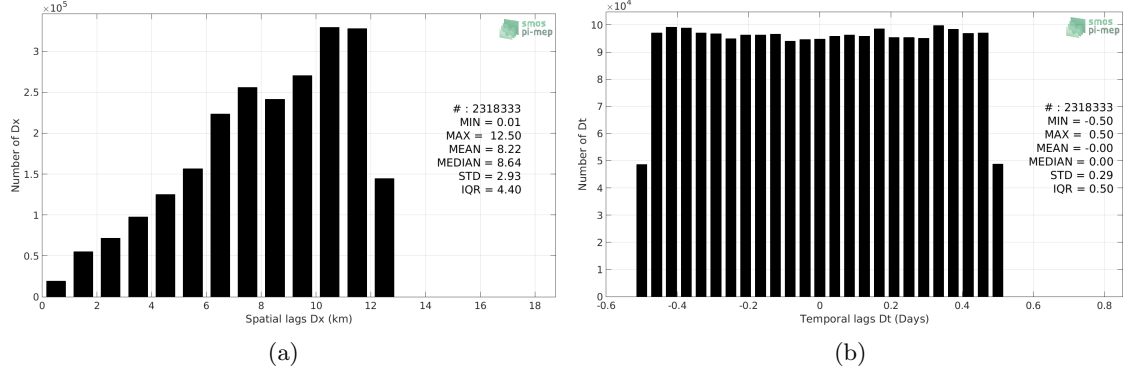 ×10⁵
3
2.5
2
1.5
1
0.5
0
Number of Dx
0 2 4 6 8 10 12 14 16 18
Spatial lags Dx (km)
smos
pi-mep
# : 2318333
MIN = 0.01
MAX = 12.50
MEAN = 8.22
MEDIAN = 8.64
STD = 2.93
IQR = 4.40
(a)
×10⁴
10
9
8
7
6
5
4
3
2
1
0
Number of Dt
-0.6 -0.4 -0.2 0 0.2 0.4 0.6 0.8
Temporal lags Dt (Days)
smos
pi-mep
# : 2318333
MIN = -0.50
MAX = 0.50
MEAN = -0.00
MEDIAN = 0.00
STD = 0.29
IQR = 0.50
(b)